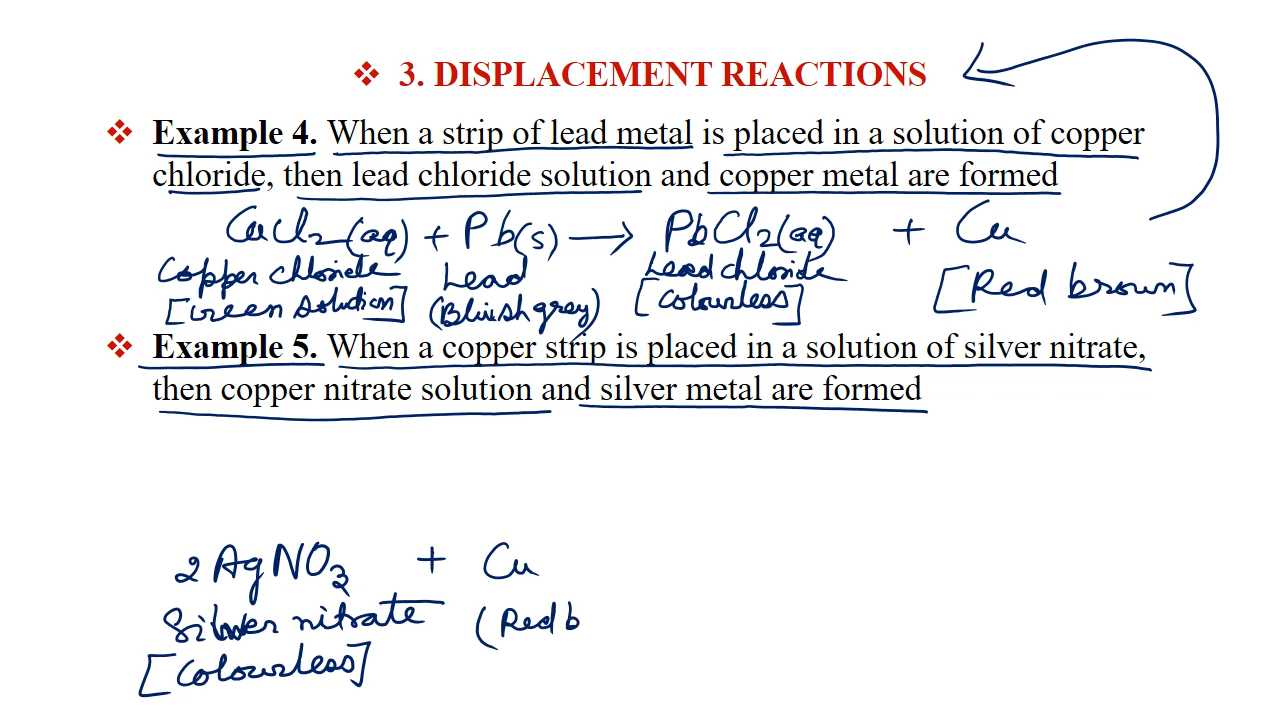 ❖ 3. DISPLACEMENT REACTIONS
❖ Example 4. When a strip of lead metal is placed in a solution of copper
chloride, then lead chloride solution and copper metal are formed
CuCl2(aq) + Pb(s) → PbCl2(aq) + Cu
Copper chloride Lead Lead chloride
[Green solution] (Bluish grey) [Colourless] [Red brown]
❖ Example 5. When a copper strip is placed in a solution of silver nitrate,
then copper nitrate solution and silver metal are formed
2AgNO3 + Cu
Silver nitrate (Red b
[Colourless]